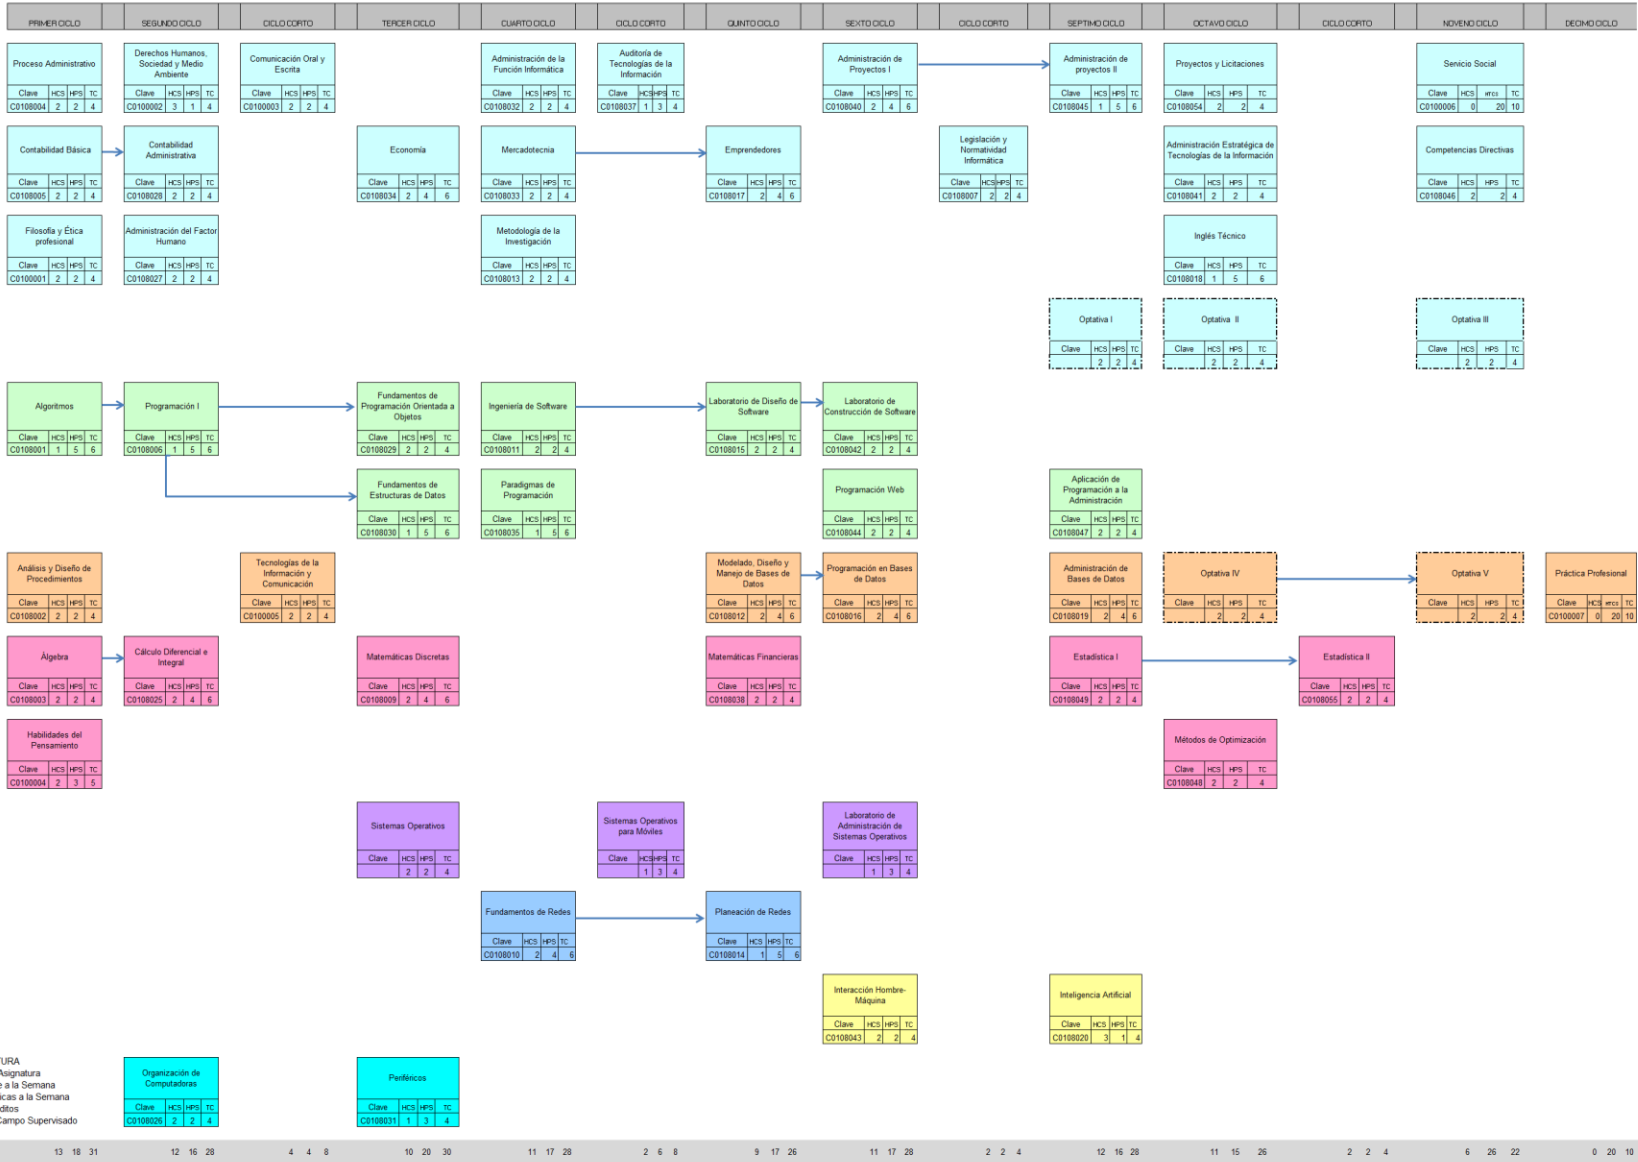 PRIMER CICLO SEGUNDO CICLO CICLO CORTO TERCER CICLO CUARTO CICLO CICLO CORTO QUINTO CICLO SEXTO CICLO CICLO CORTO SEPTIMO CICLO OCTAVO CICLO CICLO CORTO NOVENO CICLO DECIMO CICLO
Proceso Administrativo
Clave HCS HPS TC
C0108004 2 2 4
Derechos Humanos,
Sociedad y Medio
Ambiente
Clave HCS HPS TC
C0100002 3 1 4
Comunicación Oral y
Escrita
Clave HCS HPS TC
C0100003 2 2 4
Administración de la
Función Informática
Clave HCS HPS TC
C0108032 2 2 4
Auditoría de
Tecnologías de la
Información
Clave HCS HPS TC
C0108037 1 3 4
Administración de
Proyectos I
Clave HCS HPS TC
C0108040 2 4 6
Administración de
proyectos II
Clave HCS HPS TC
C0108045 1 5 6
Proyectos y Licitaciones
Clave HCS HPS TC
C0108054 2 2 4
Servicio Social
Clave HCS HTCS TC
C0100006 0 20 10
Contabilidad Básica
Clave HCS HPS TC
C0108005 2 2 4
Contabilidad
Administrativa
Clave HCS HPS TC
C0108028 2 2 4
Economía
Clave HCS HPS TC
C0108034 2 4 6
Mercadotecnia
Clave HCS HPS TC
C0108033 2 2 4
Emprendedores
Clave HCS HPS TC
C0108017 2 4 6
Legislación y
Normatividad
Informática
Clave HCS HPS TC
C0108007 2 2 4
Administración Estratégica de
Tecnologías de la Información
Clave HCS HPS TC
C0108041 2 2 4
Competencias Directivas
Clave HCS HPS TC
C0108046 2 2 4
Filosofía y Ética
profesional
Clave HCS HPS TC
C0100001 2 2 4
Administración del Factor
Humano
Clave HCS HPS TC
C0108027 2 2 4
Metodología de la
Investigación
Clave HCS HPS TC
C0108013 2 2 4
Inglés Técnico
Clave HCS HPS TC
C0108018 1 5 6
Optativa I
Clave HCS HPS TC
2 2 4
Optativa II
Clave HCS HPS TC
2 2 4
Optativa III
Clave HCS HPS TC
2 2 4
Algoritmos
Clave HCS HPS TC
C0108001 1 5 6
Programación I
Clave HCS HPS TC
C0108006 1 5 6
Fundamentos de
Programación Orientada a
Objetos
Clave HCS HPS TC
C0108029 2 2 4
Ingeniería de Software
Clave HCS HPS TC
C0108011 2 2 4
Laboratorio de Diseño de
Software
Clave HCS HPS TC
C0108015 2 2 4
Laboratorio de
Construcción de Software
Clave HCS HPS TC
C0108042 2 2 4
Fundamentos de
Estructuras de Datos
Clave HCS HPS TC
C0108030 1 5 6
Paradigmas de
Programación
Clave HCS HPS TC
C0108035 1 5 6
Programación Web
Clave HCS HPS TC
C0108044 2 2 4
Aplicación de
Programación a la
Administración
Clave HCS HPS TC
C0108047 2 2 4
Análisis y Diseño de
Procedimientos
Clave HCS HPS TC
C0108002 2 2 4
Tecnologías de la
Información y
Comunicación
Clave HCS HPS TC
C0100005 2 2 4
Modelado, Diseño y
Manejo de Bases de
Datos
Clave HCS HPS TC
C0108012 2 4 6
Programación en Bases
de Datos
Clave HCS HPS TC
C0108016 2 4 6
Administración de
Bases de Datos
Clave HCS HPS TC
C0108019 2 4 6
Optativa IV
Clave HCS HPS TC
2 2 4
Optativa V
Clave HCS HPS TC
2 2 4
Práctica Profesional
Clave HCS HTCS TC
C0100007 0 20 10
Àlgebra
Clave HCS HPS TC
C0108003 2 2 4
Cálculo Diferencial e
Integral
Clave HCS HPS TC
C0108025 2 4 6
Matemáticas Discretas
Clave HCS HPS TC
C0108009 2 4 6
Matemáticas Financieras
Clave HCS HPS TC
C0108038 2 2 4
Estadística I
Clave HCS HPS TC
C0108049 2 2 4
Estadística II
Clave HCS HPS TC
C0108055 2 2 4
Habilidades del
Pensamiento
Clave HCS HPS TC
C0100004 2 3 5
Métodos de Optimización
Clave HCS HPS TC
C0108048 2 2 4
Sistemas Operativos
Clave HCS HPS TC
2 2 4
Sistemas Operativos
para Móviles
Clave HCS HPS TC
1 3 4
Laboratorio de
Administración de
Sistemas Operativos
Clave HCS HPS TC
1 3 4
Fundamentos de Redes
Clave HCS HPS TC
C0108010 2 4 6
Planeación de Redes
Clave HCS HPS TC
C0108014 1 5 6
Interacción Hombre-
Máquina
Clave HCS HPS TC
C0108043 2 2 4
Inteligencia Artificial
Clave HCS HPS TC
C0108020 3 1 4
TURA
Asignatura
e a la Semana
icas a la Semana
ditos
Campo Supervisado
Organización de
Computadoras
Clave HCS HPS TC
C0108026 2 2 4
Periféricos
Clave HCS HPS TC
C0108031 1 3 4
13 18 31 12 16 28 4 4 8 10 20 30 11 17 28 2 6 8 9 17 26 11 17 28 2 2 4 12 16 28 11 15 26 2 2 4 6 26 22 0 20 10